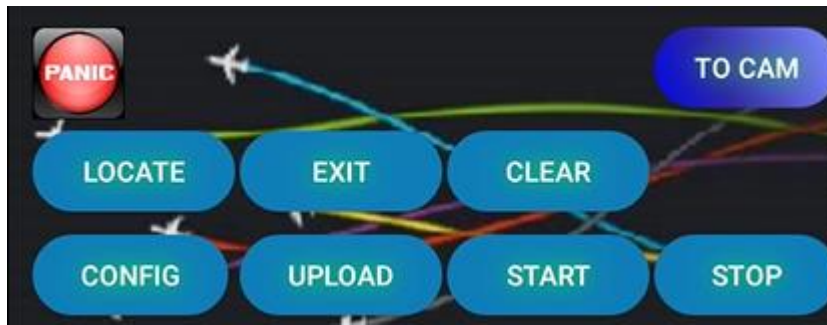 PANIC
TO CAM
LOCATE EXIT CLEAR
CONFIG UPLOAD START STOP